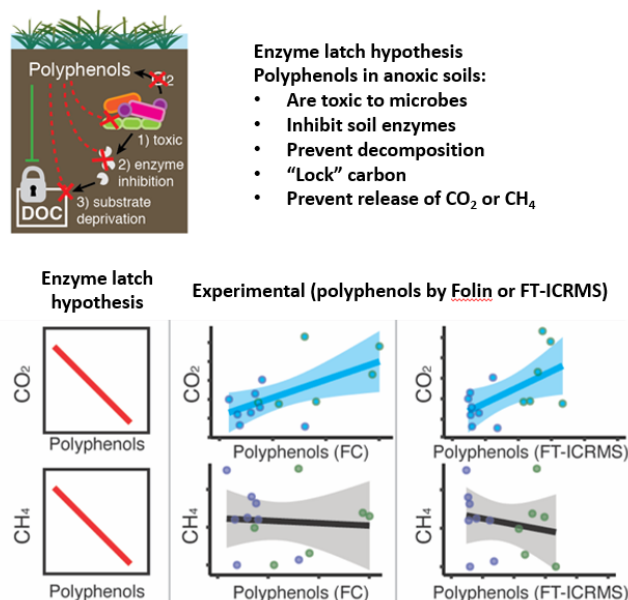 Polyphenols
O2
1) toxic
2) enzyme
inhibition
3) substrate
deprivation
DOC
Enzyme latch hypothesis
Polyphenols in anoxic soils:
• Are toxic to microbes
• Inhibit soil enzymes
• Prevent decomposition
• “Lock” carbon
• Prevent release of CO₂ or CH₄
Enzyme latch
hypothesis
Experimental (polyphenols by Folin or FT-ICRMS)
CO₂
Polyphenols
CO₂
Polyphenols (FC)
CO₂
Polyphenols (FT-ICRMS)
CH₄
Polyphenols
CH₄
Polyphenols (FC)
CH₄
Polyphenols (FT-ICRMS)